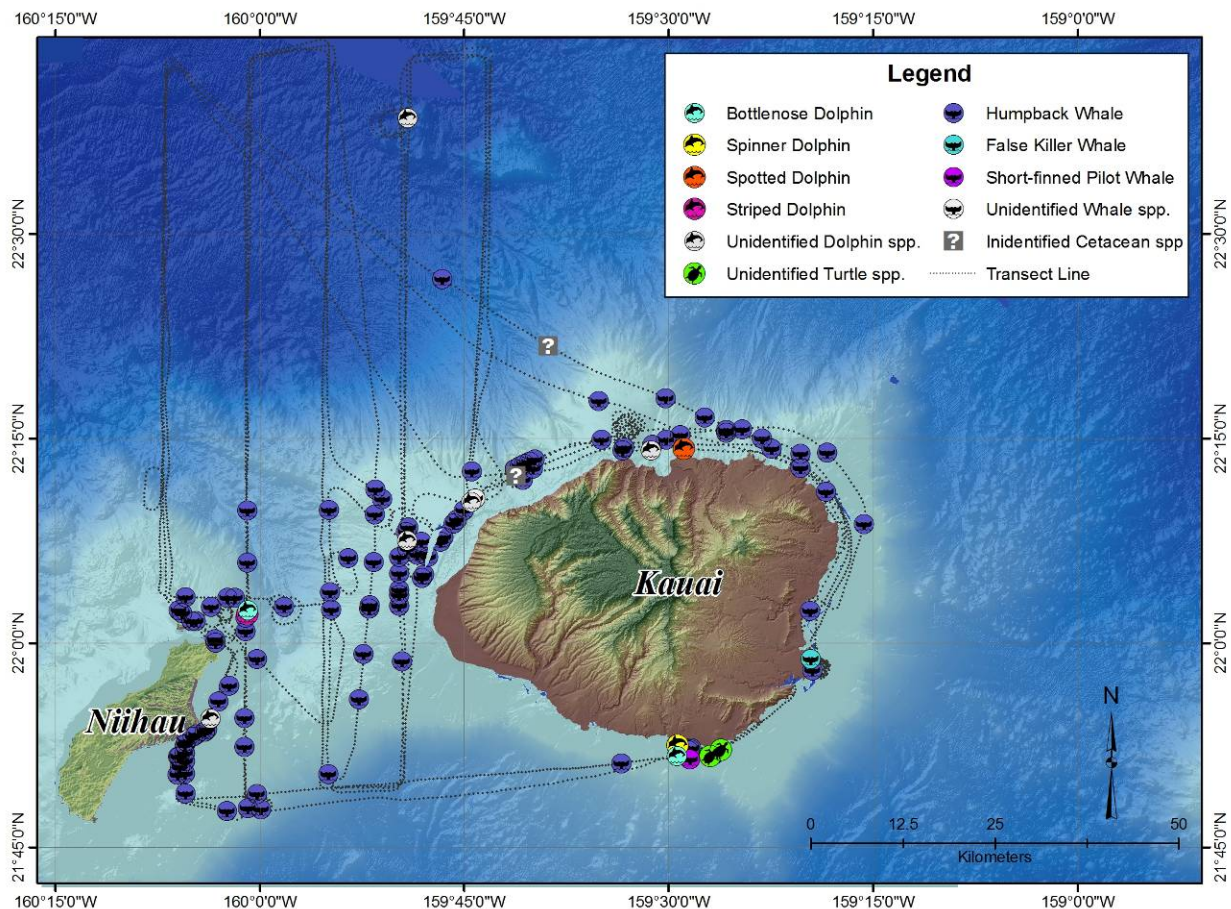 160°15'0"W 160°0'0"W 159°45'0"W 159°30'0"W 159°15'0"W 159°0'0"W
Legend
Bottlenose Dolphin
Spinner Dolphin
Spotted Dolphin
Striped Dolphin
Unidentified Dolphin spp.
Unidentified Turtle spp.
Humpback Whale
False Killer Whale
Short-finned Pilot Whale
Unidentified Whale spp.
? Inidentified Cetacean spp
Transect Line
22°30'0"N 22°30'0"N
?
22°15'0"N 22°15'0"N
?
Kauai
22°0'0"N 22°0'0"N
Niihau
N
0 12.5 25 50
Kilometers
21°45'0"N 21°45'0"N
160°15'0"W 160°0'0"W 159°45'0"W 159°30'0"W 159°15'0"W 159°0'0"W